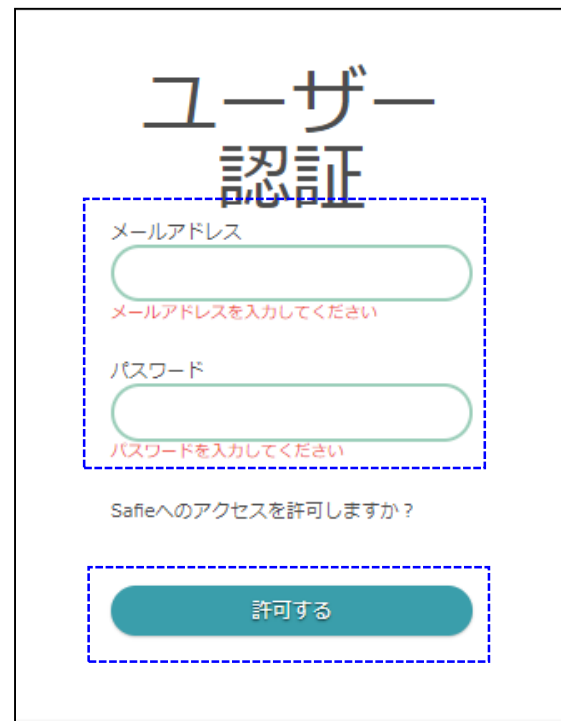 ユーザー
認証
メールアドレス
メールアドレスを入力してください
パスワード
パスワードを入力してください
Safieへのアクセスを許可しますか？
許可する